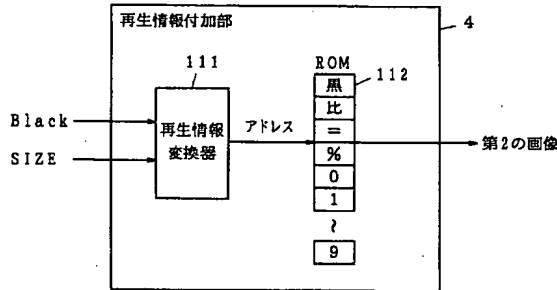 再生情報付加部
4
111
ROM
112
黒
比
=
%
0
1
~
9
Black
SIZE
再生情報
変換器
アドレス
第2の画像